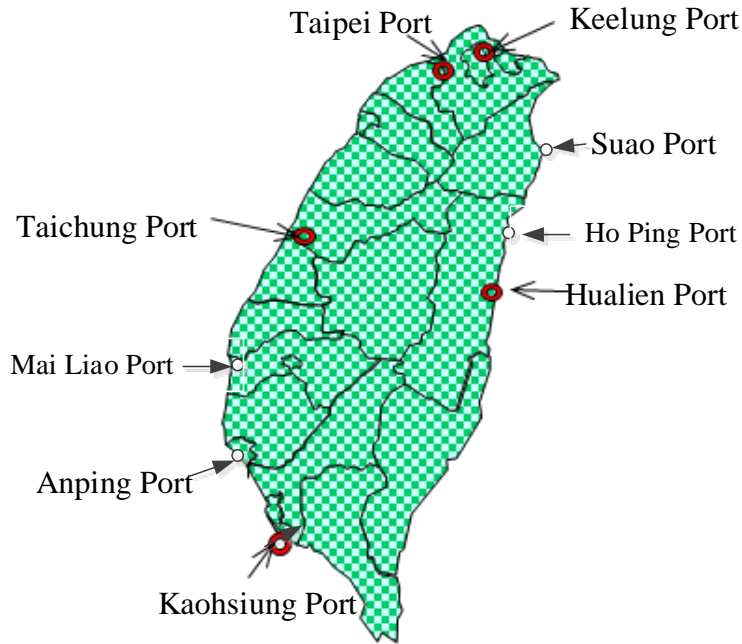 Taipei Port
Keelung Port
Suao Port
Taichung Port
Ho Ping Port
Hualien Port
Mai Liao Port
Anping Port
Kaohsiung Port